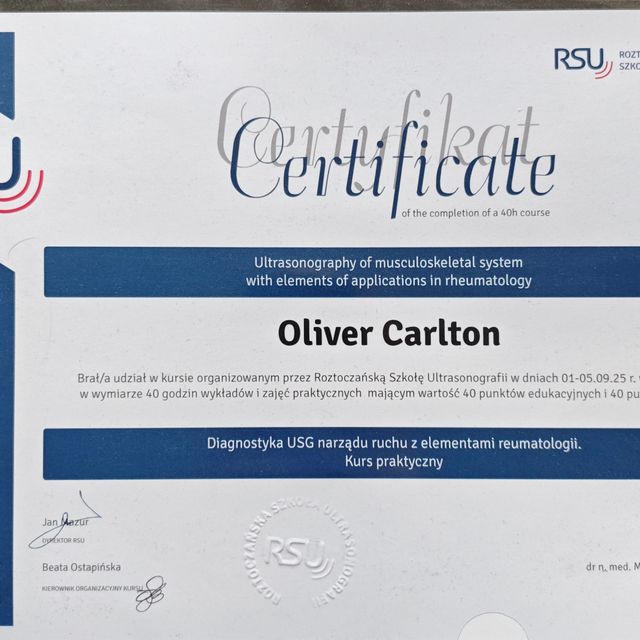 RSU
ROZT
SZKO
U
Certyfikat
Certificate
of the completion of a 40h course
Ultrasonography of musculoskeletal system
with elements of applications in rheumatology
Oliver Carlton
Brał/a udział w kursie organizowanym przez Roztoczańską Szkołę Ultrasonografii w dniach 01-05.09.25 r.
w wymiarze 40 godzin wykładów i zajęć praktycznych mającym wartość 40 punktów edukacyjnych i 40 pu
Diagnostyka USG narządu ruchu z elementami reumatologii.
Kurs praktyczny
Jan Mazur
DYREKTOR RSU
Beata Ostapińska
KIEROWNIK ORGANIZACYJNY KURSU
ROZTOCZAŃSKA SZKOŁA ULTRASONOGRAFII
RSU
dr n. med. M